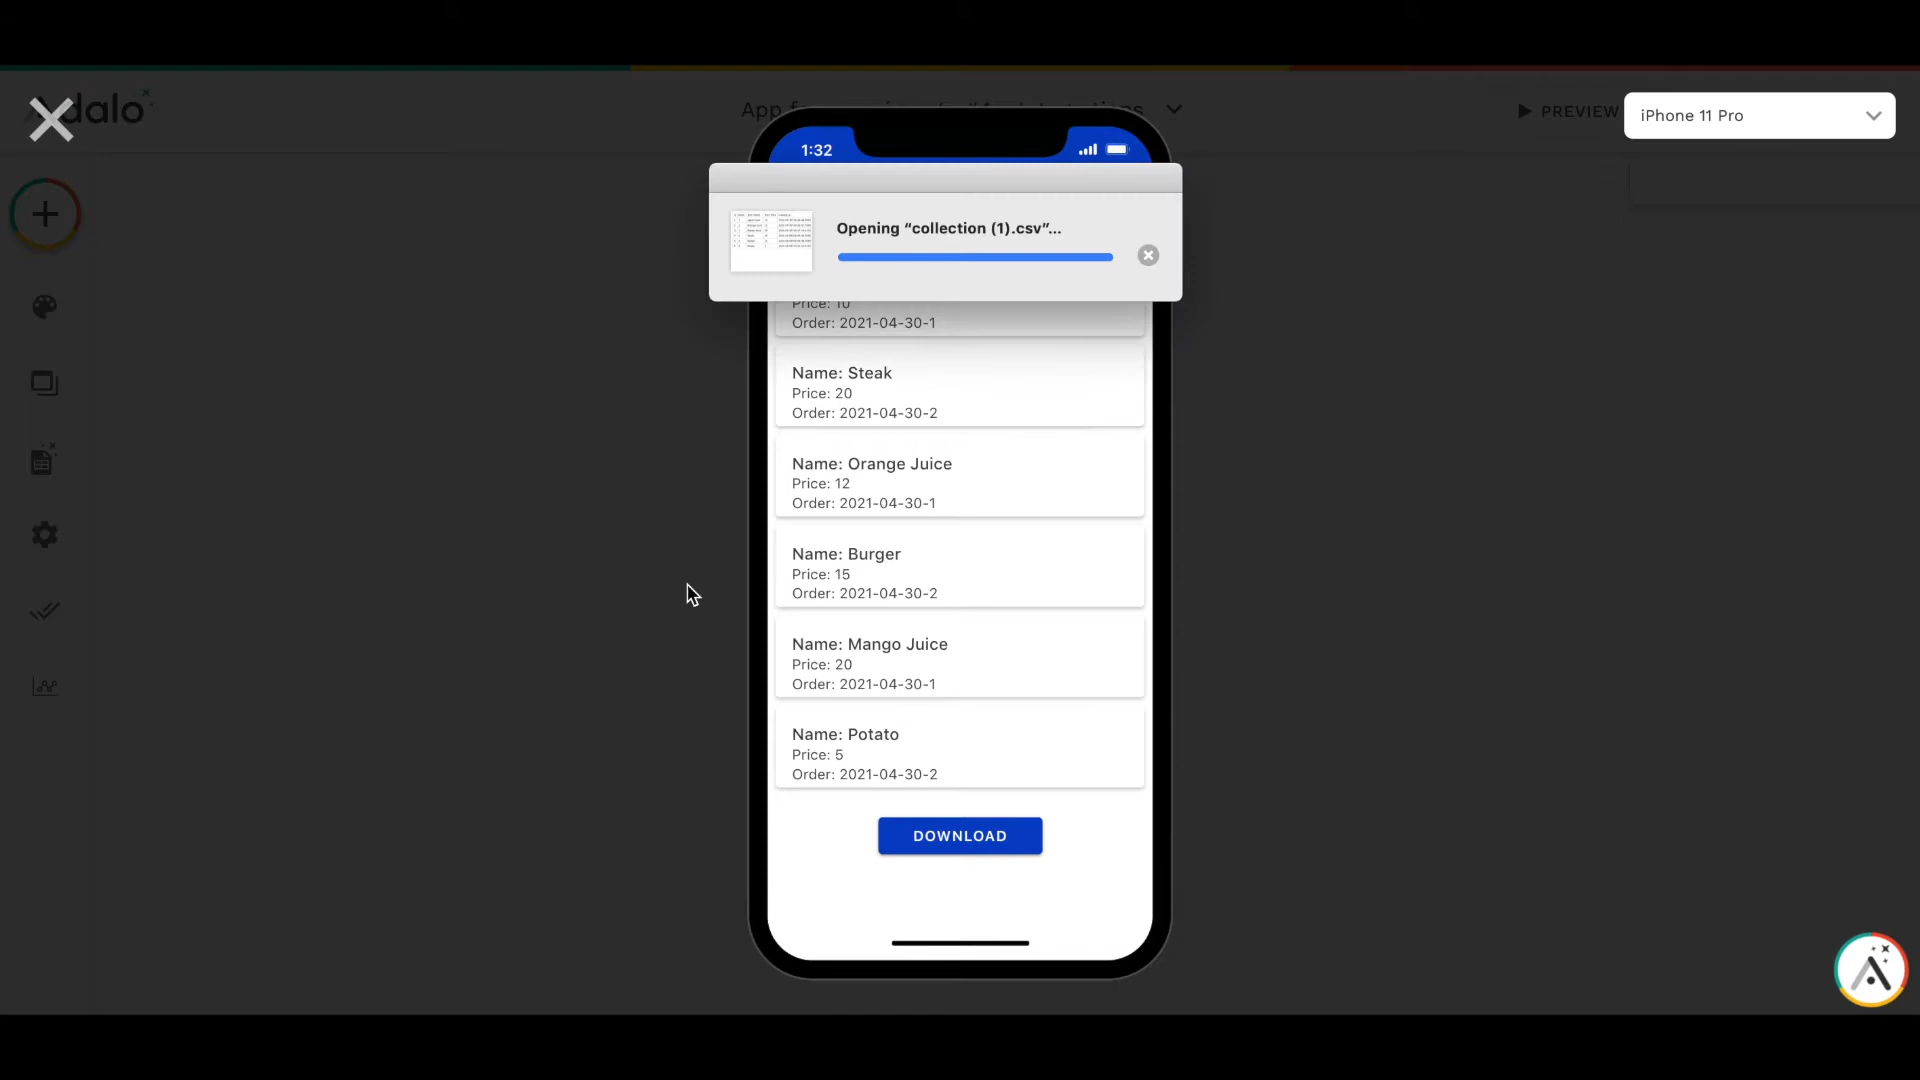 dalo
App
PREVIEW
iPhone 11 Pro
1:32
Opening “collection (1).csv”...
Price: 10
Order: 2021-04-30-1
Name: Steak
Price: 20
Order: 2021-04-30-2
Name: Orange Juice
Price: 12
Order: 2021-04-30-1
Name: Burger
Price: 15
Order: 2021-04-30-2
Name: Mango Juice
Price: 20
Order: 2021-04-30-1
Name: Potato
Price: 5
Order: 2021-04-30-2
DOWNLOAD